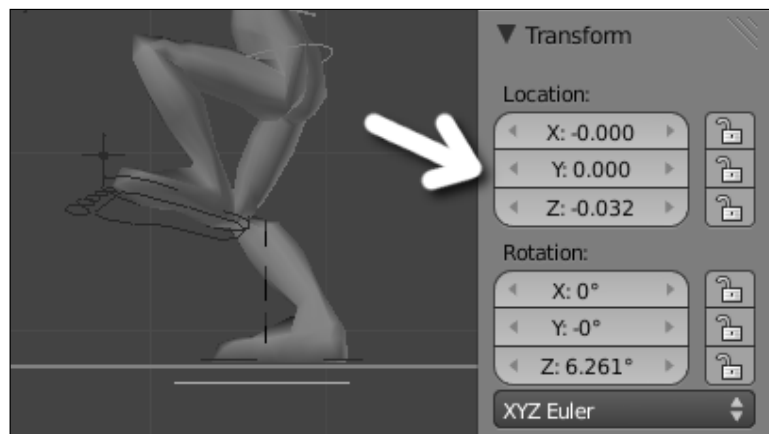 Transform
Location:
X: -0.000
Y: 0.000
Z: -0.032
Rotation:
X: 0°
Y: -0°
Z: 6.261°
XYZ Euler